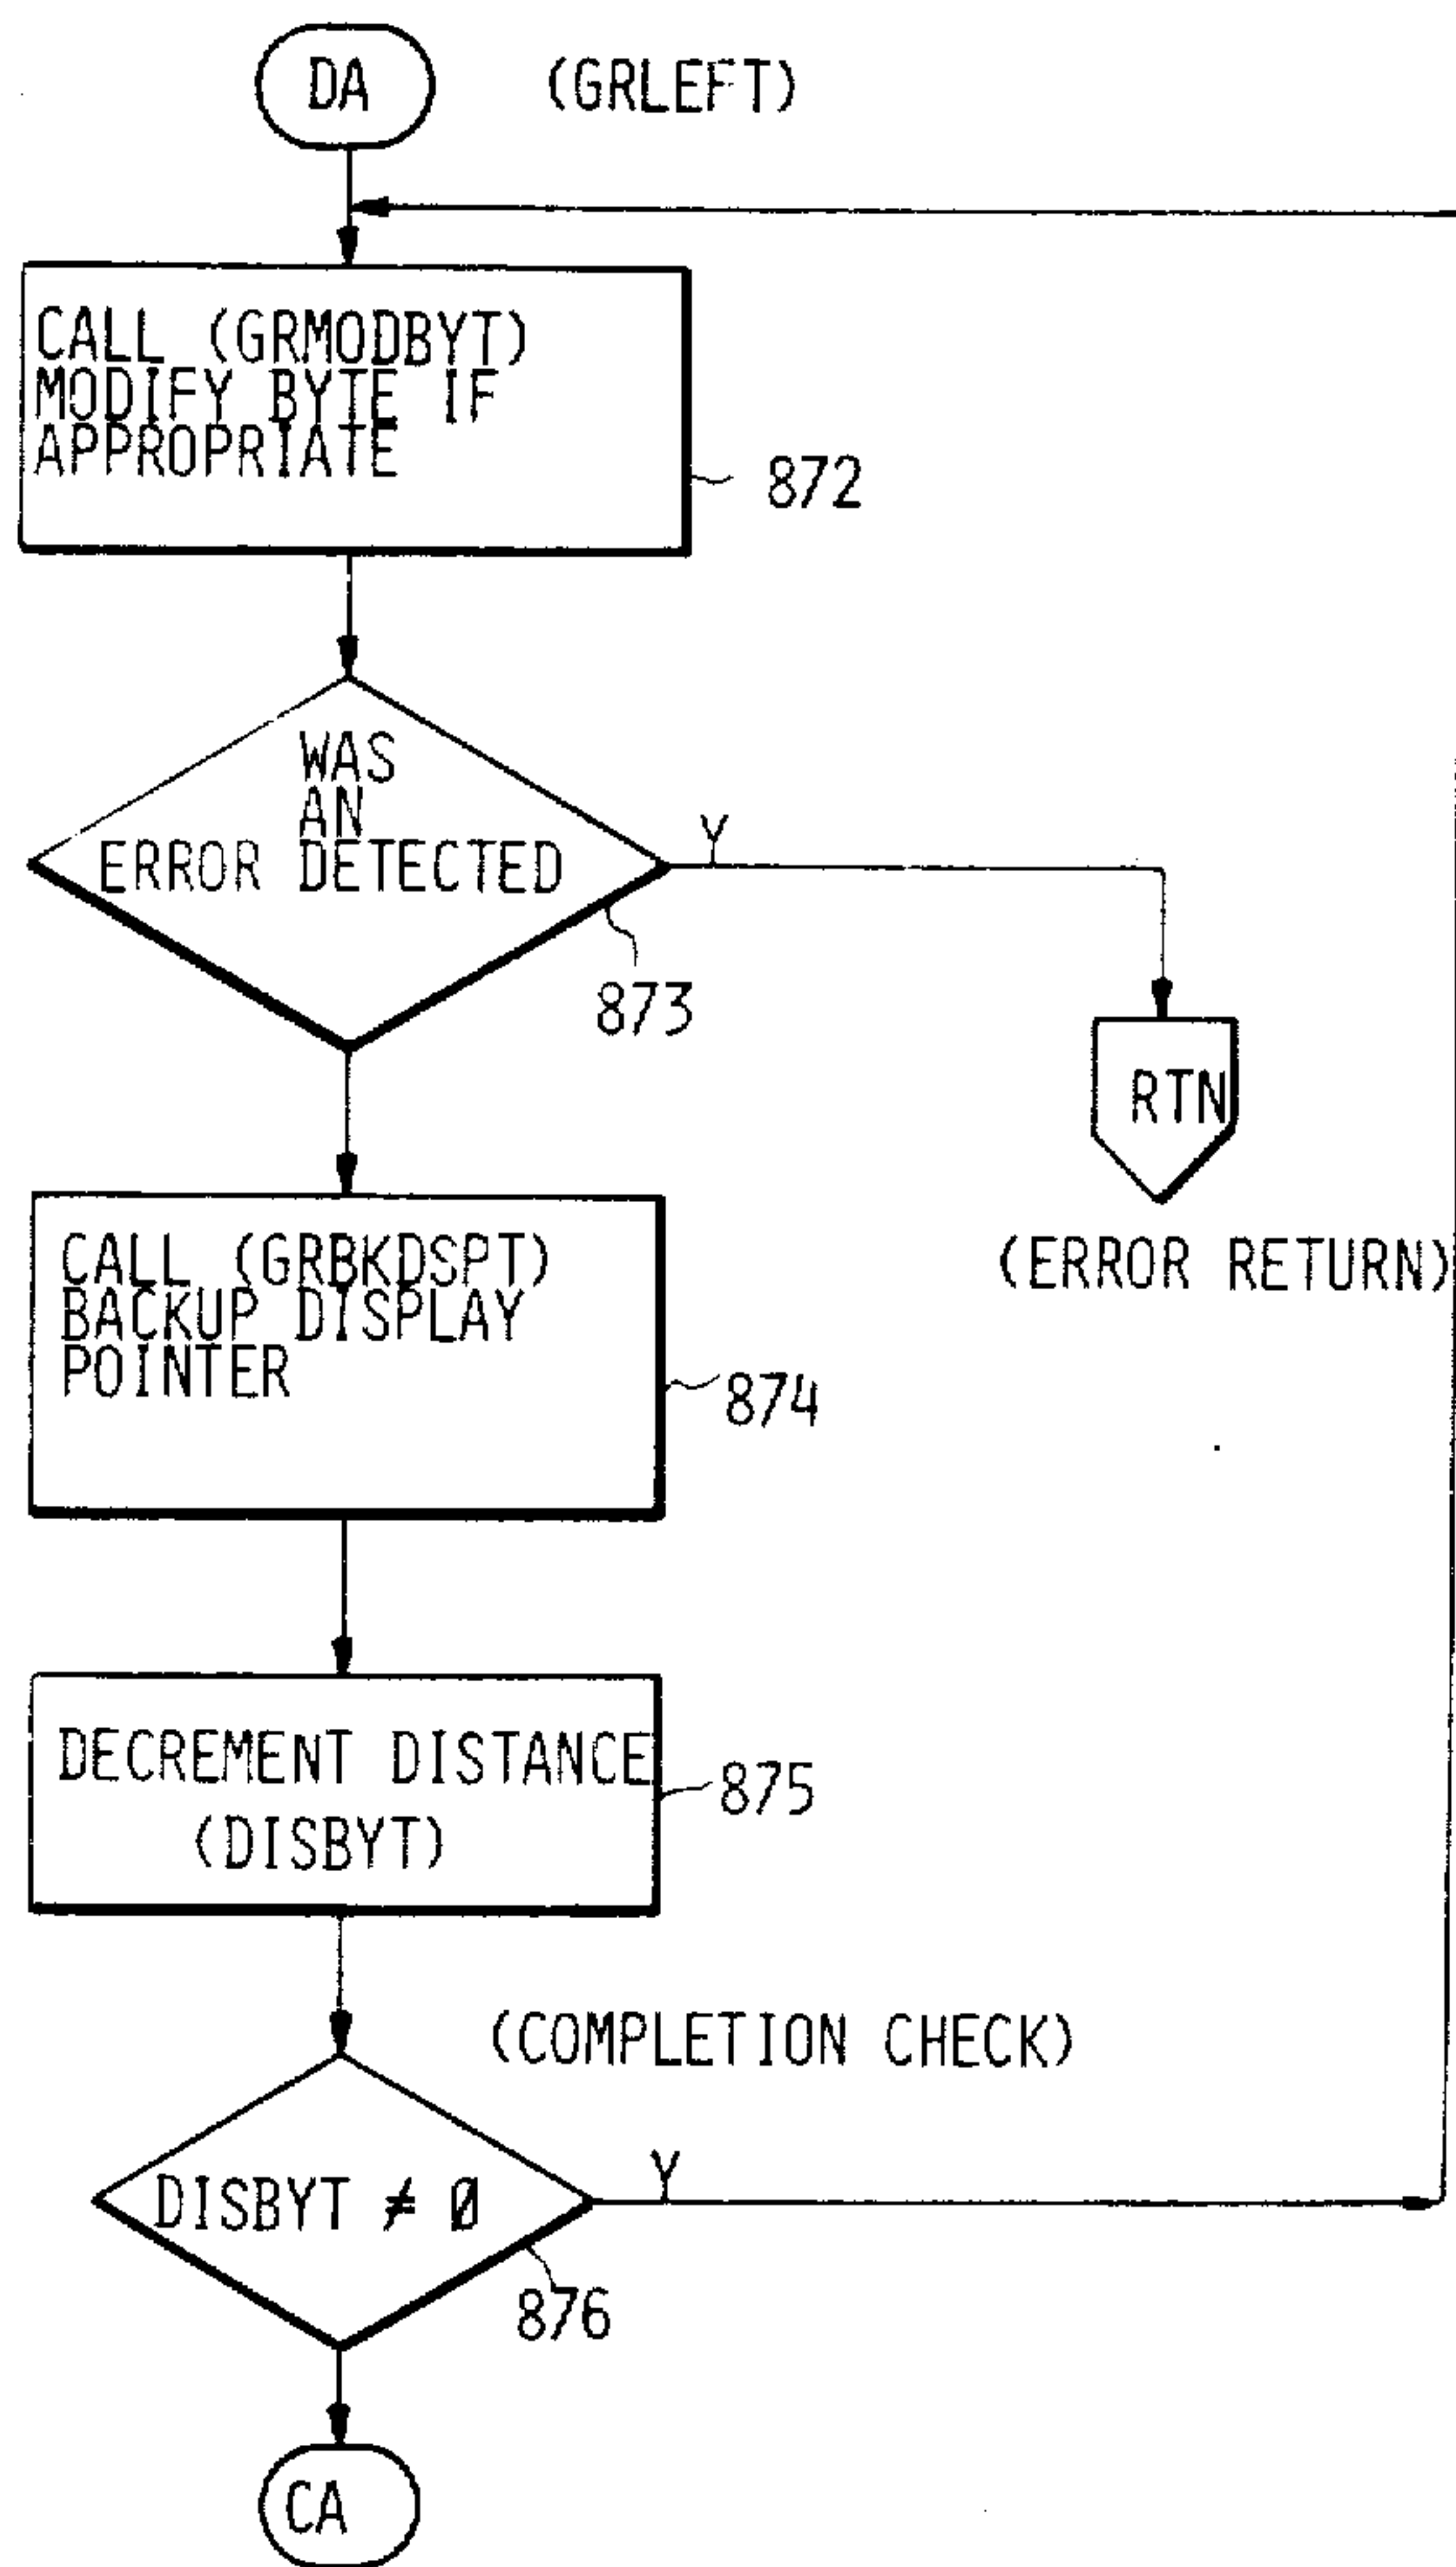 DA
(GRLEFT)
CALL (GRMODBYT)
MODIFY BYTE IF
APPROPRIATE
872
WAS
AN
ERROR DETECTED
Y
873
RTN
(ERROR RETURN)
CALL (GRBKDSPT)
BACKUP DISPLAY
POINTER
874
DECREMENT DISTANCE
(DISBYT)
875
(COMPLETION CHECK)
DISBYT ≠ 0
Y
876
CA